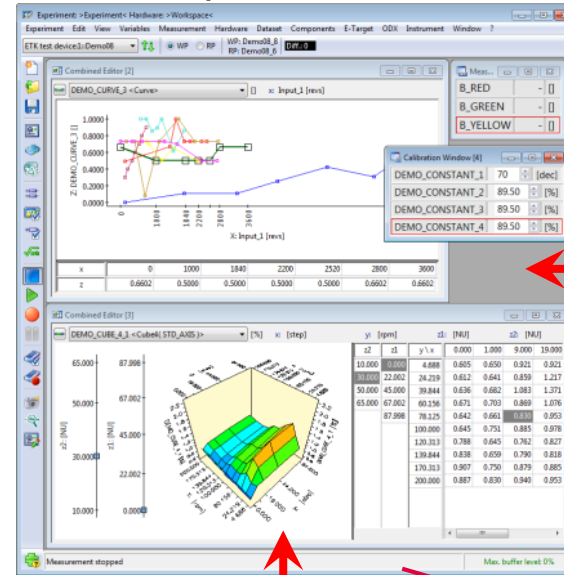 Experiment: >Experiment< Hardware: >Workspace<
Experiment Edit View Variables Measurement Hardware Dataset Components E-Target ODX Instrument Window ?
ETK test device:1::Demo08 WP RP WP: Demo08_8 Diff.: 0
RP: Demo08_6
Combined Editor [2]
DEMO_CURVE_3 <Curve> [] x: Input_1 [revs]
Z: DEMO_CURVE_3 []
1.0000
0.8000
0.6000
0.4000
0.2000
0.0000
0 1000 1840 2200 2800 3600
X: Input_1 [revs]
x 0 1000 1840 2200 2520 2800 3600
z 0.6602 0.5000 0.5000 0.5000 0.5000 0.6602 0.6602
Meas...
B_RED - []
B_GREEN - []
B_YELLOW - []
Calibration Window [4]
DEMO_CONSTANT_1 70 [dec]
DEMO_CONSTANT_2 89.50 [%]
DEMO_CONSTANT_3 89.50 [%]
DEMO_CONSTANT_4 89.50 [%]
Combined Editor [3]
DEMO_CUBE_4_1 <Cube4( STD_AXIS )> [%] x: [step] y: [rpm] z1: [NU] z2: [NU]
z2: [NU]
65.000
50.000
30.000
10.000
z1: [NU]
87.998
67.002
45.000
22.002
0.000
z2 z1 y\x 0.000 1.000 9.000 19.000
10.000 0.000 4.688 0.605 0.650 0.921 0.921
30.000 22.002 24.219 0.612 0.641 0.859 1.217
50.000 45.000 39.844 0.636 0.682 1.083 1.371
65.000 67.002 60.156 0.671 0.703 0.869 1.076
87.998 78.125 0.642 0.661 0.830 0.953
100.000 0.645 0.751 0.885 0.978
120.313 0.788 0.645 0.762 0.827
139.844 0.838 0.659 0.790 0.818
170.313 0.907 0.750 0.879 0.885
200.000 0.887 0.830 0.940 0.953
Measurement stopped Max. buffer level: 0%